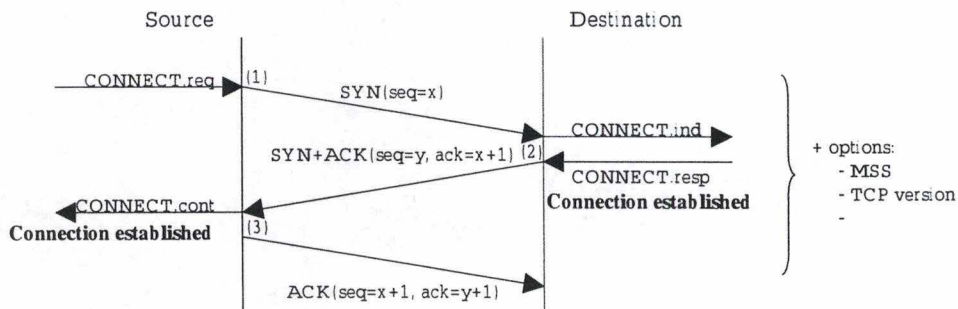 Source
Destination
CONNECT.req
(1)
SYN(seq=x)
CONNECT.ind
SYN+ACK(seq=y, ack=x+1)
(2)
CONNECT.resp
Connection established
CONNECT.cont
Connection established
(3)
ACK(seq=x+1, ack=y+1)
+ options:
- MSS
- TCP version
-